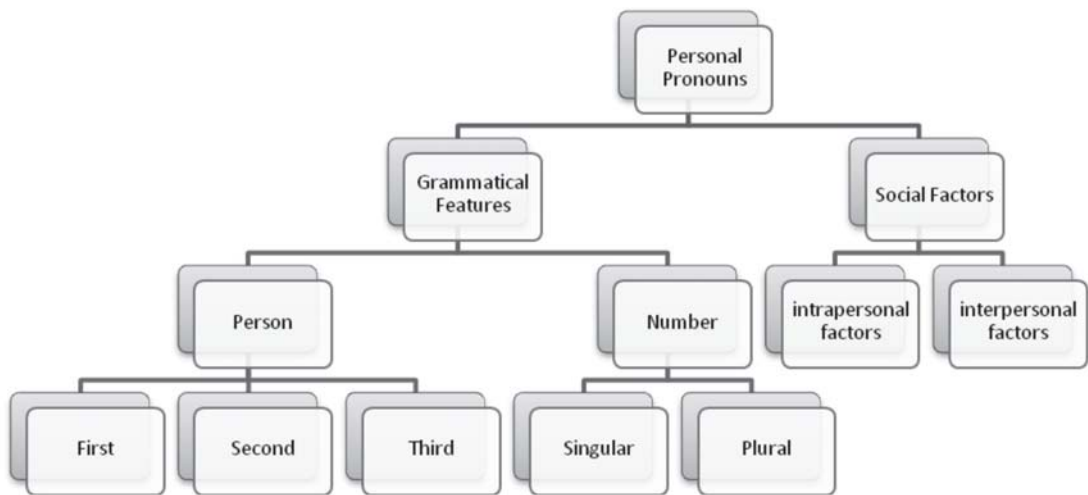 Personal
Pronouns
Grammatical
Features
Social Factors
Person
Number
intrapersonal
factors
interpersonal
factors
First
Second
Third
Singular
Plural